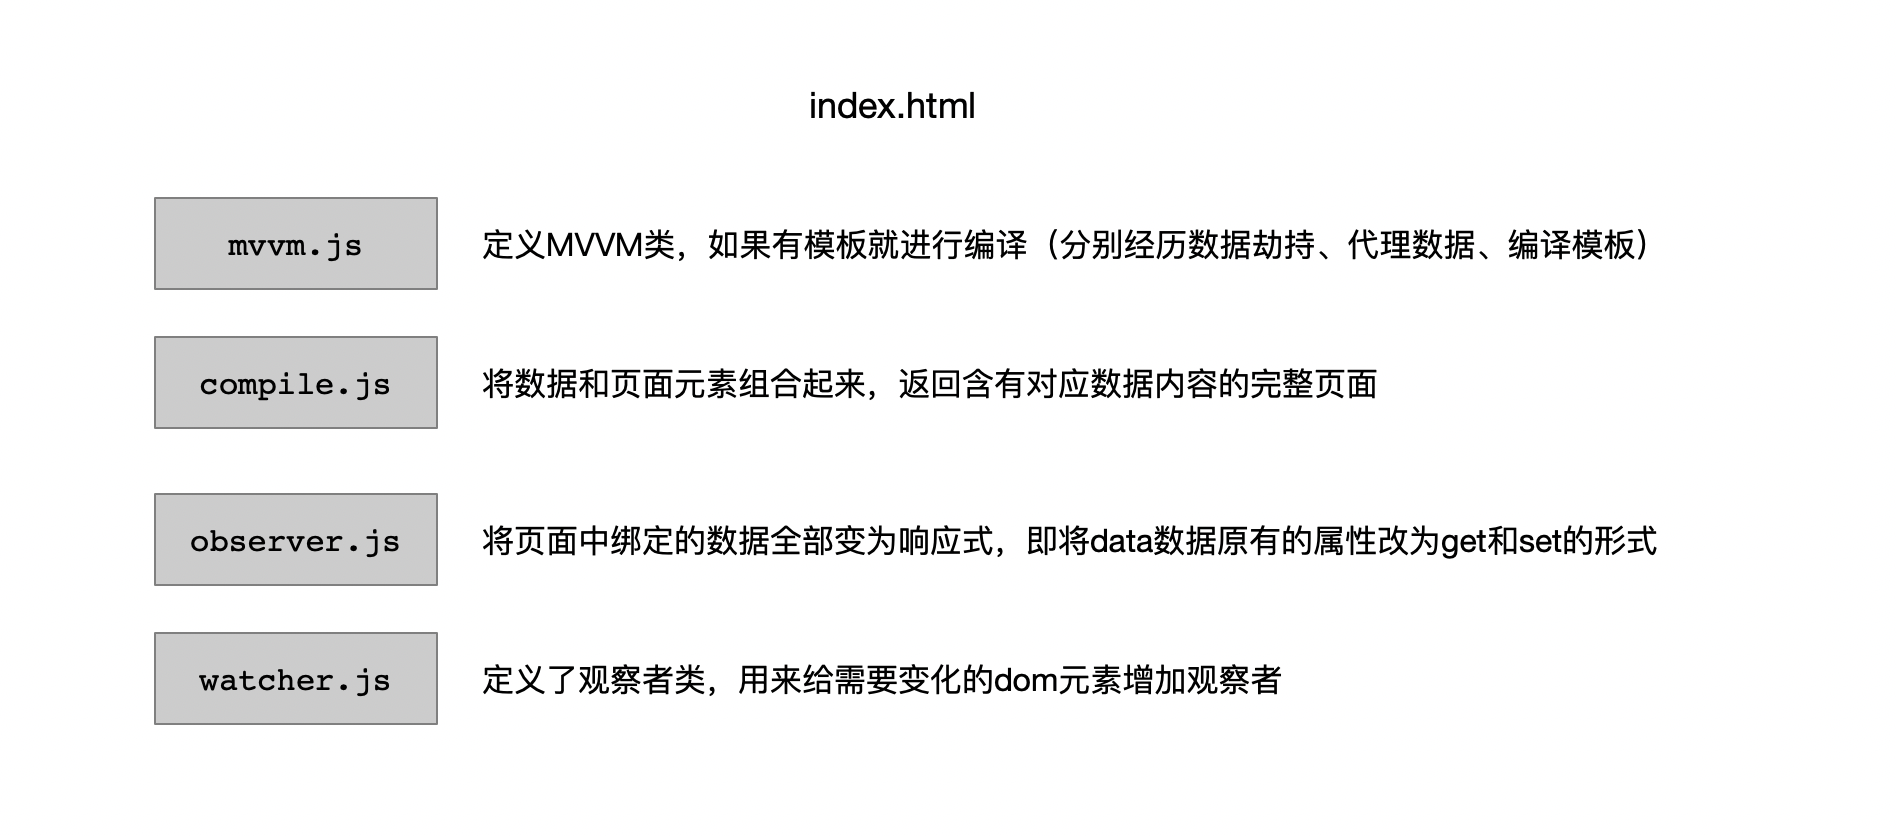 index.html
mvvm.js 定义MVVM类，如果有模板就进行编译（分别经历数据劫持、代理数据、编译模板）
compile.js 将数据和页面元素组合起来，返回含有对应数据内容的完整页面
observer.js 将页面中绑定的数据全部变为响应式，即将data数据原有的属性改为get和set的形式
watcher.js 定义了观察者类，用来给需要变化的dom元素增加观察者